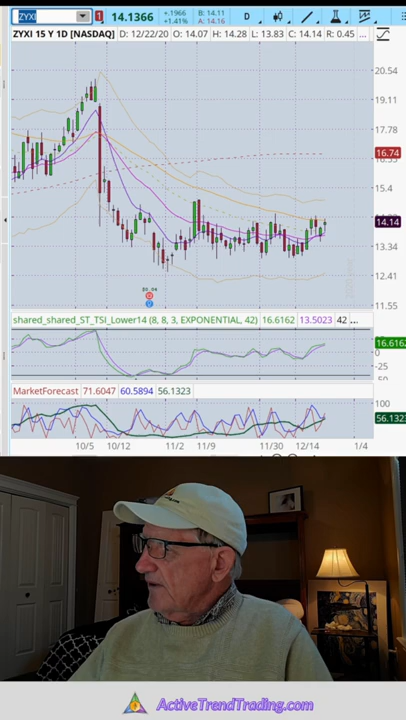 ZYXI 1 14.1366 +.1966 +1.41% B: 14.11 A: 14.16 D
ZYXI 15 Y 1D [NASDAQ] D: 12/22/20 O: 14.07 H: 14.28 L: 13.83 C: 14.14 R: 0.45 ...
20.54
19.11
17.78
16.74
15.4
14.14
13.34
12.41
11.55
shared_shared_ST_TSI_Lower14 (8, 8, 3, EXPONENTIAL, 42) 16.6162 13.5023 42 ...
16.6162
0
-25
-50
MarketForecast 71.6047 60.5894 56.1323
100
56.1323
10/5 10/12 11/2 11/9 11/30 12/14 1/4
ActiveTrendTrading.com